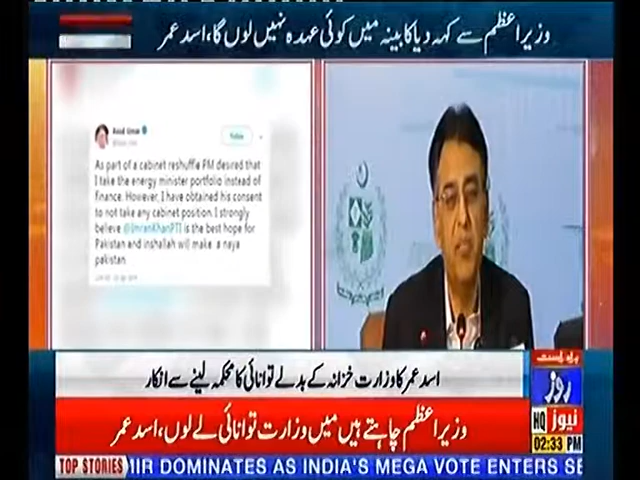 وزیراعظم سے کہہ دیا کابینہ میں کوئی عہدہ نہیں لوں گا، اسد عمر
Asad Umar
As part of a cabinet reshuffle PM desired that
I take the energy minister portfolio instead of
finance. However, I have obtained his consent
to not take any cabinet position. I strongly
believe @ImranKhanPTI is the best hope for
Pakistan and inshallah will make a naya
pakistan
اسد عمر کا وزارت خزانہ کے بدلے توانائی کا محکمہ لینے سے انکار
براہ راست
روز
نیوز
HQ
02:33 PM
وزیراعظم چاہتے ہیں میں وزارت توانائی لے لوں، اسد عمر
TOP STORIES MIR DOMINATES AS INDIA'S MEGA VOTE ENTERS SE